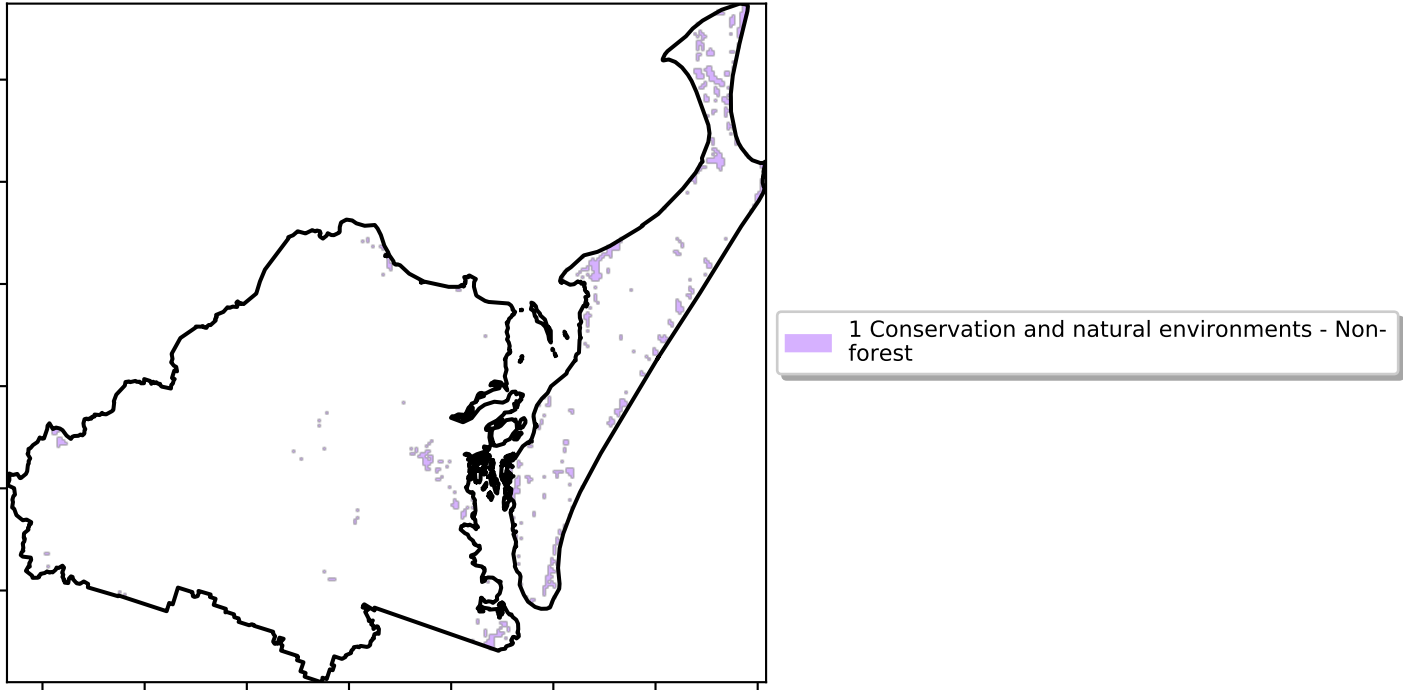 1 Conservation and natural environments - Non-
forest